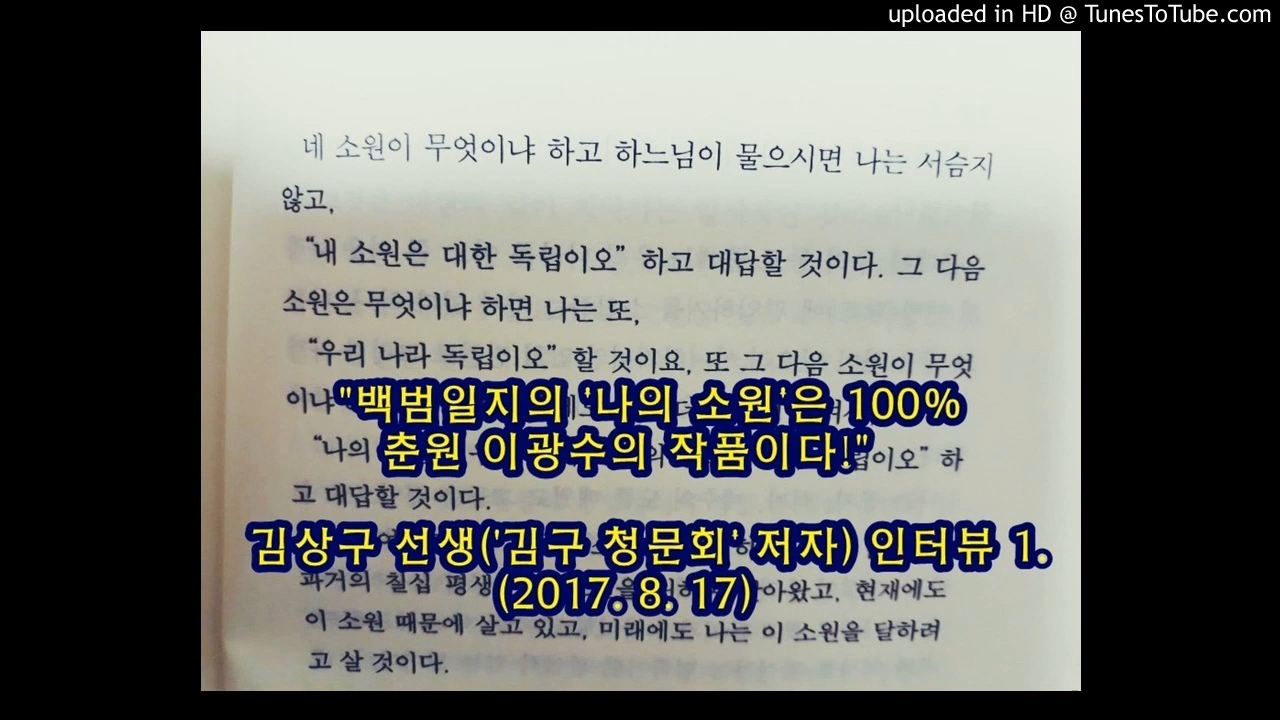 uploaded in HD @ TunesToTube.com
네 소원이 무엇이냐 하고 하느님이 물으시면 나는 서슴지
않고,
“내 소원은 대한 독립이오” 하고 대답할 것이다. 그 다음
소원은 무엇이냐 하면 나는 또,
“우리 나라 독립이오” 할 것이요, 또 그 다음 소원이 무엇
이냐
"백범일지의 '나의 소원'은 100%
“나의 독립이오” 하
춘원 이광수의 작품이다!"
고 대답할 것이다.
김상구 선생('김구 청문회' 저자) 인터뷰 1.
과거의 칠십 평생 살아왔고, 현재에도
(2017. 8. 17)
이 소원 때문에 살고 있고, 미래에도 나는 이 소원을 달하려
고 살 것이다.